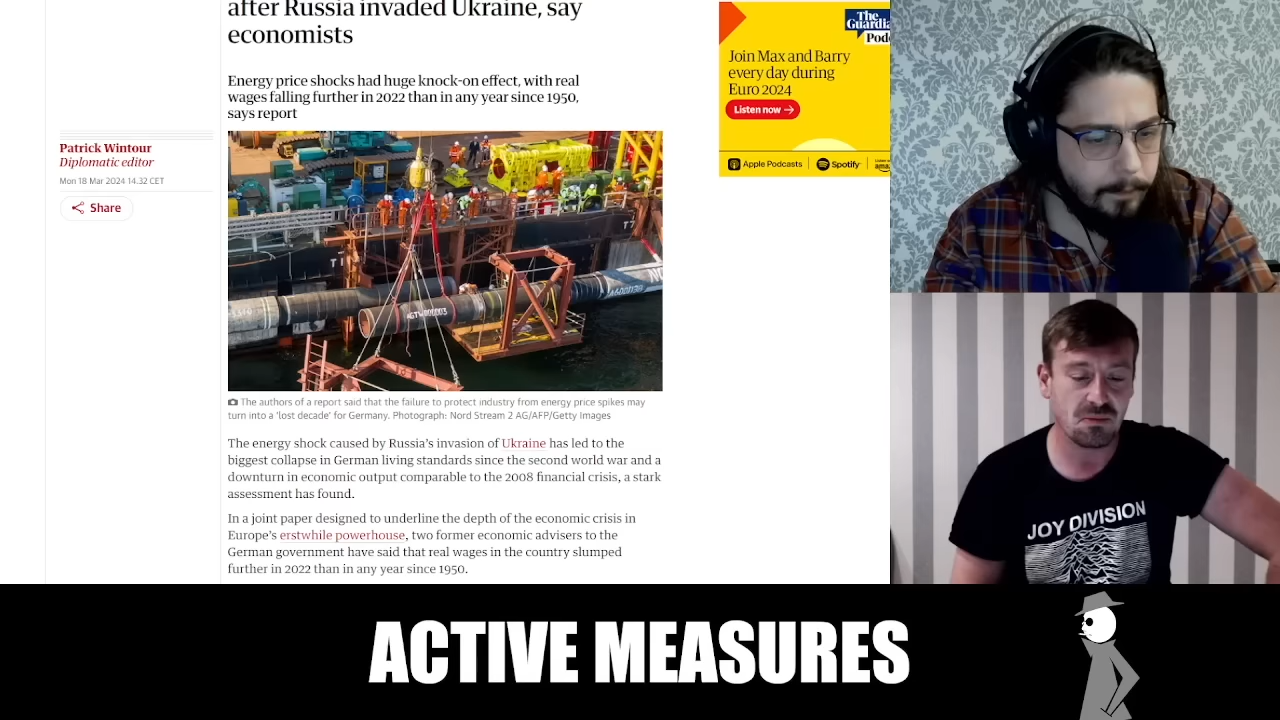 after Russia invaded Ukraine, say
economists
Energy price shocks had huge knock-on effect, with real
wages falling further in 2022 than in any year since 1950,
says report
Patrick Wintour
Diplomatic editor
Mon 18 Mar 2024 14.32 CET
Share
The authors of a report said that the failure to protect industry from energy price spikes may
turn into a 'lost decade' for Germany. Photograph: Nord Stream 2 AG/AFP/Getty Images
The energy shock caused by Russia's invasion of Ukraine has led to the
biggest collapse in German living standards since the second world war and a
downturn in economic output comparable to the 2008 financial crisis, a stark
assessment has found.
In a joint paper designed to underline the depth of the economic crisis in
Europe's erstwhile powerhouse, two former economic advisers to the
German government have said that real wages in the country slumped
further in 2022 than in any year since 1950.
The
Guardia
Podc
Join Max and Barry
every day during
Euro 2024
Listen now →
Apple Podcasts
Spotify
Listen
amaz
JOY DIVISION
ACTIVE MEASURES